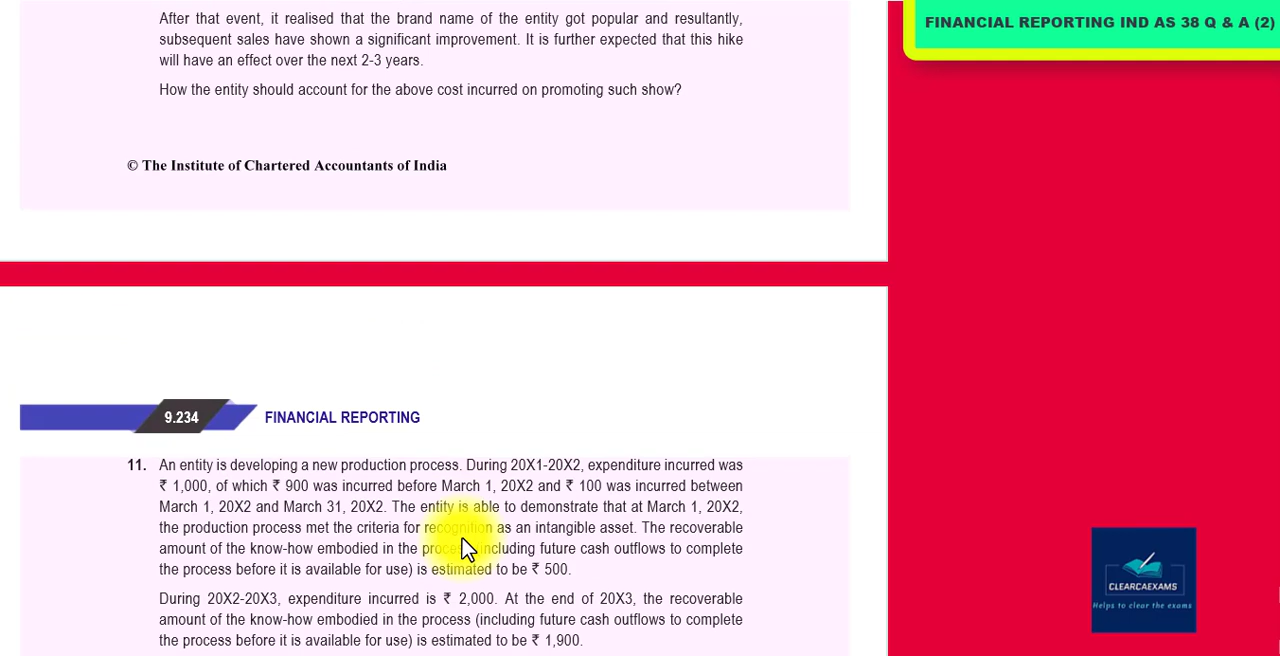 After that event, it realised that the brand name of the entity got popular and resultantly,
subsequent sales have shown a significant improvement. It is further expected that this hike
will have an effect over the next 2-3 years.
How the entity should account for the above cost incurred on promoting such show?
© The Institute of Chartered Accountants of India
FINANCIAL REPORTING IND AS 38 Q & A (2)
9.234 FINANCIAL REPORTING
11. An entity is developing a new production process. During 20X1-20X2, expenditure incurred was
₹ 1,000, of which ₹ 900 was incurred before March 1, 20X2 and ₹ 100 was incurred between
March 1, 20X2 and March 31, 20X2. The entity is able to demonstrate that at March 1, 20X2,
the production process met the criteria for recognition as an intangible asset. The recoverable
amount of the know-how embodied in the process (including future cash outflows to complete
the process before it is available for use) is estimated to be ₹ 500.
During 20X2-20X3, expenditure incurred is ₹ 2,000. At the end of 20X3, the recoverable
amount of the know-how embodied in the process (including future cash outflows to complete
the process before it is available for use) is estimated to be ₹ 1,900.
CLEARCAEXAMS
Helps to clear the exams